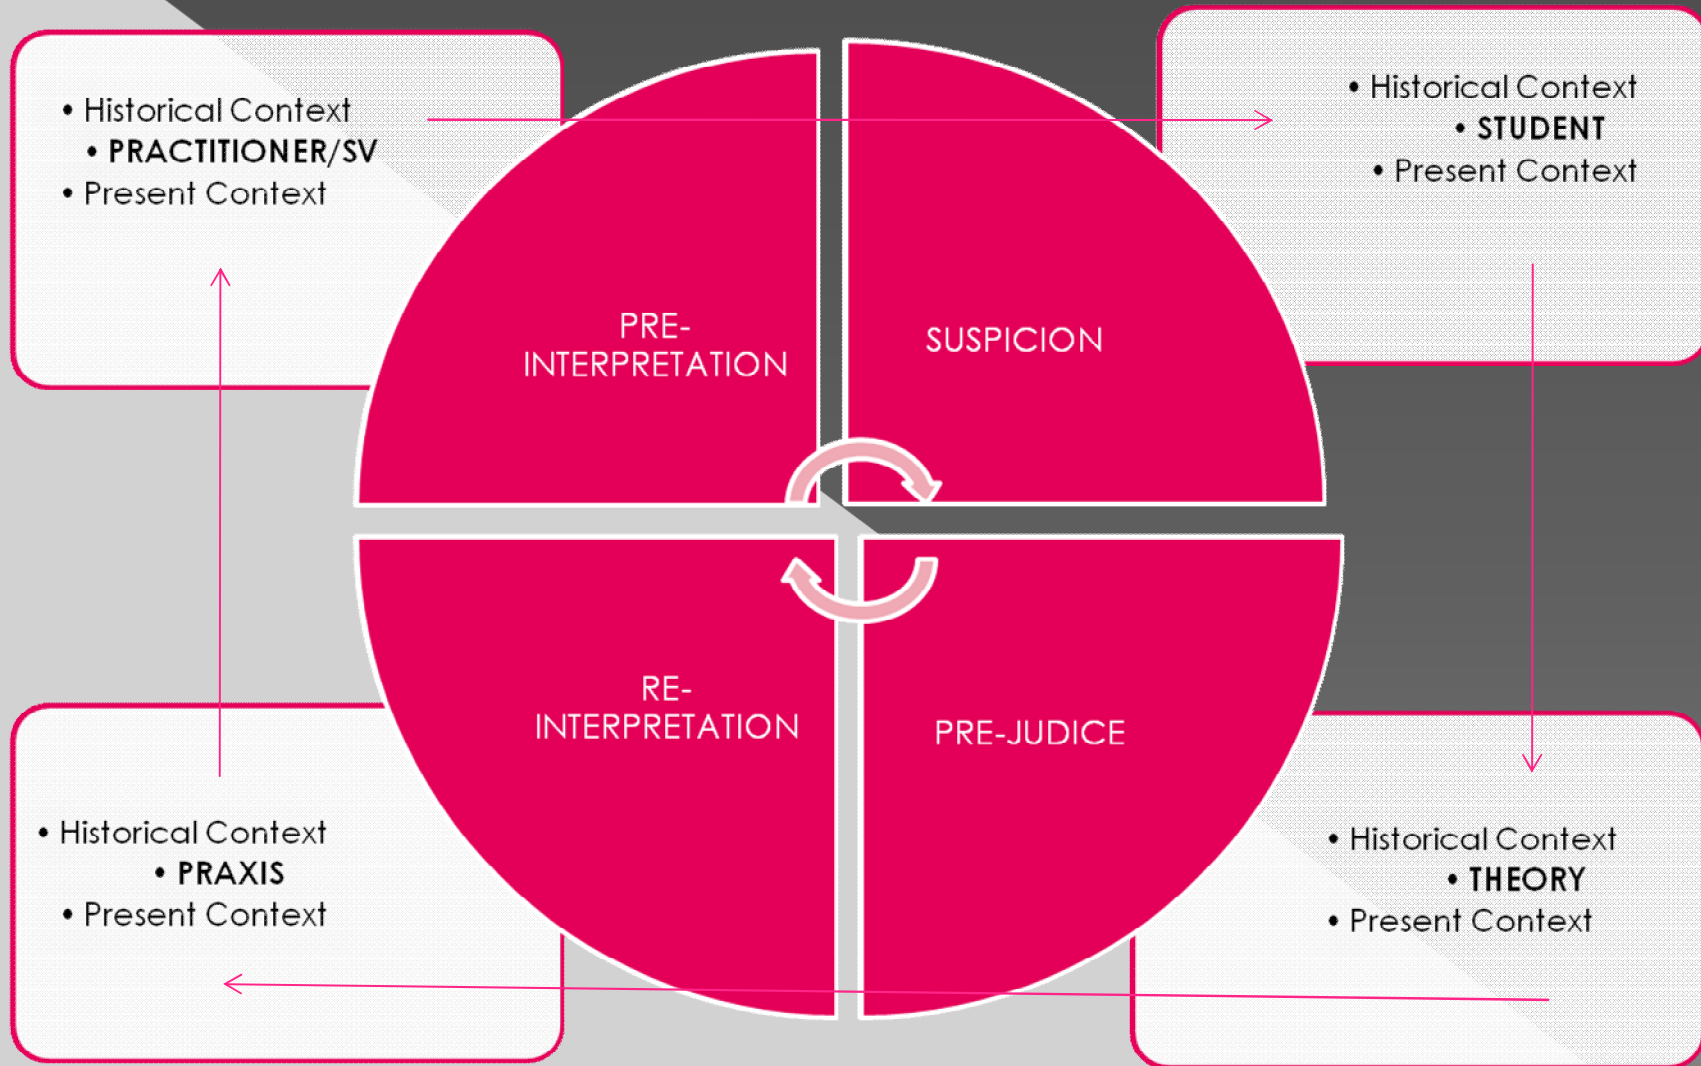 • Historical Context
• PRACTITIONER/SV
• Present Context
• Historical Context
• STUDENT
• Present Context
PRE-
INTERPRETATION
SUSPICION
RE-
INTERPRETATION
PRE-JUDICE
• Historical Context
• PRAXIS
• Present Context
• Historical Context
• THEORY
• Present Context